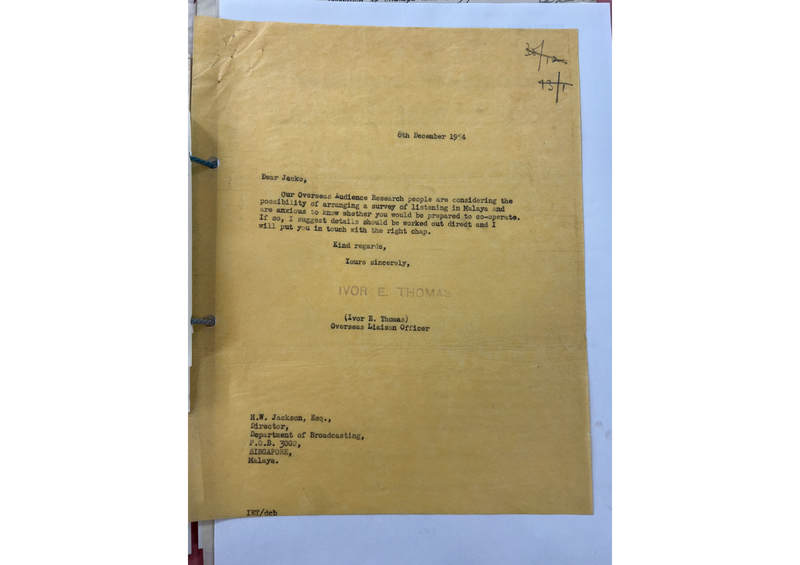 8th December 1954
Dear Jacko,
Our Overseas Audience Research people are considering the
possibility of arranging a survey of listening in Malaya and
are anxious to know whether you would be prepared to co-operate.
If so, I suggest details should be worked out direct and I
will put you in touch with the right chap.
Kind regards,
Yours sincerely,
IVOR E. THOMAS
(Ivor E. Thomas)
Overseas Liaison Officer
H.W. Jackson, Esq.,
Director,
Department of Broadcasting,
P.O.B. 3000,
SINGAPORE,
Malaya.
IET/dcb